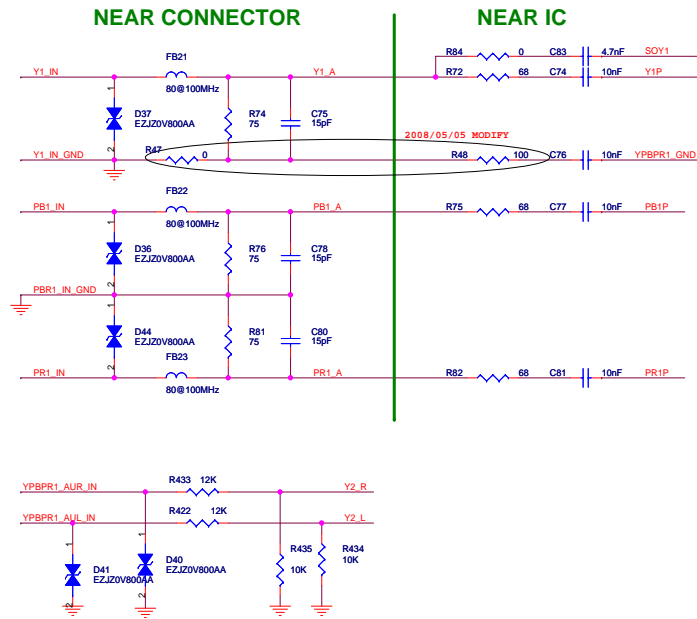 NEAR CONNECTOR NEAR IC
FB21 R84 0 C83 4.7nF SOY1
Y1_IN Y1_A R72 68 C74 10nF Y1P
80@100MHz
1 D37 R74 C75
EZJZ0V800AA 75 15pF
2008/05/05 MODIFY
2 R47
Y1_IN_GND 0 R48 100 C76 10nF YPBPR1_GND
FB22
PB1_IN PB1_A R75 68 C77 10nF PB1P
80@100MHz
1 D36 R76 C78
EZJZ0V800AA 75 15pF
2
PBR1_IN_GND
1 D44 R81 C80
EZJZ0V800AA 75 15pF
2 FB23
PR1_IN PR1_A R82 68 C81 10nF PR1P
80@100MHz
R433 12K
YPBPR1_AUR_IN Y2_R
R422 12K
YPBPR1_AUL_IN Y2_L
1 1 R435 R434
D41 D40 10K 10K
EZJZ0V800AA EZJZ0V800AA
2 2